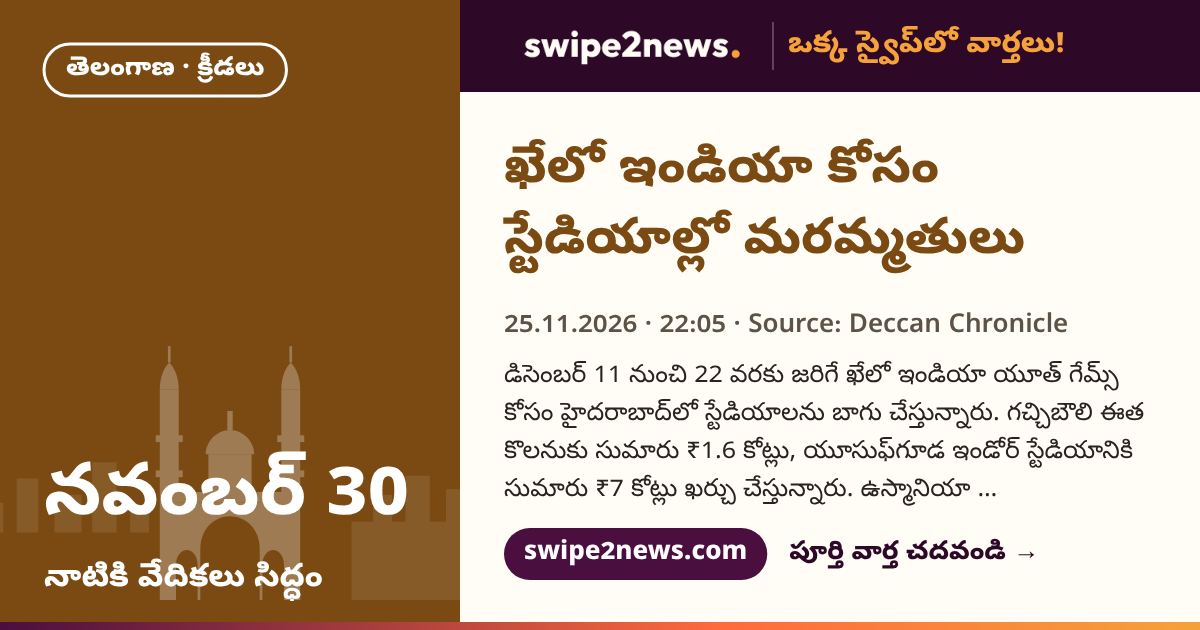 తెలంగాణ · క్రీడలు
నవంబర్ 30
నాటికి వేదికలు సిద్ధం
swipe2news.
ఒక్క స్వైప్‌లో వార్తలు!
ఖేలో ఇండియా కోసం
స్టేడియాల్లో మరమ్మతులు
25.11.2026 · 22:05 · Source: Deccan Chronicle
డిసెంబర్ 11 నుంచి 22 వరకు జరిగే ఖేలో ఇండియా యూత్ గేమ్స్
కోసం హైదరాబాద్‌లో స్టేడియాలను బాగు చేస్తున్నారు. గచ్చిబౌలి ఈత
కొలనుకు సుమారు ₹1.6 కోట్లు, యూసుఫ్‌గూడ ఇండోర్ స్టేడియానికి
సుమారు ₹7 కోట్లు ఖర్చు చేస్తున్నారు. ఉస్మానియా ...
swipe2news.com
పూర్తి వార్త చదవండి →